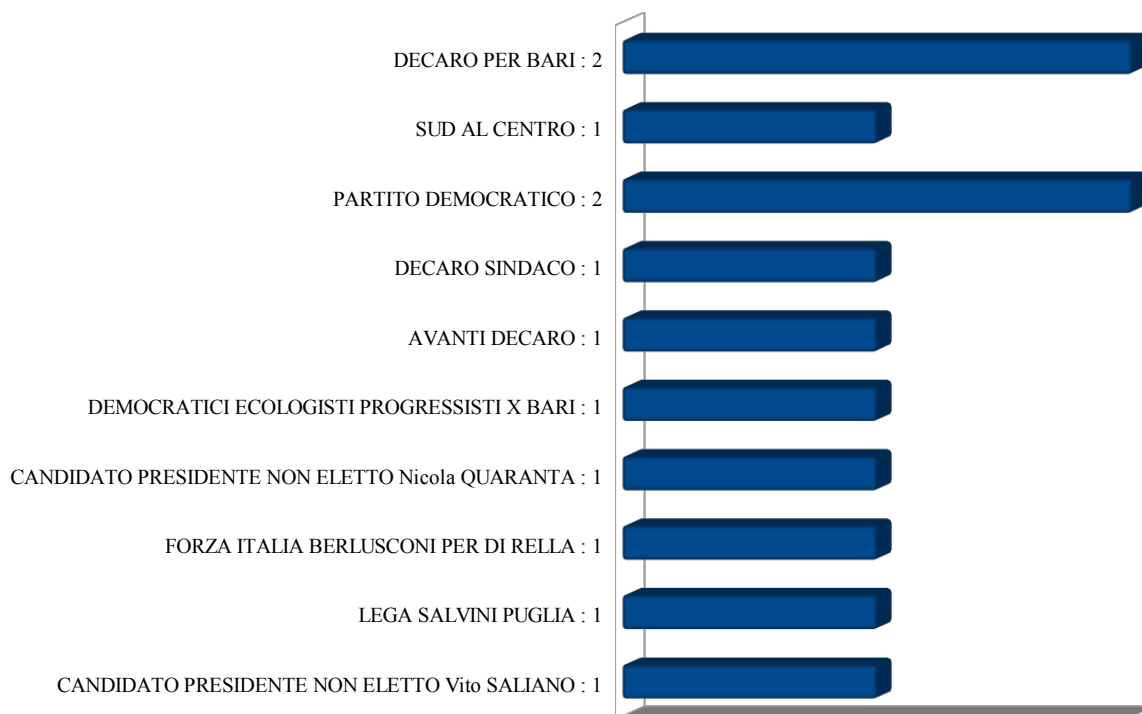 DECARO PER BARI : 2
SUD AL CENTRO : 1
PARTITO DEMOCRATICO : 2
DECARO SINDACO : 1
AVANTI DECARO : 1
DEMOCRATICI ECOLOGISTI PROGRESSISTI X BARI : 1
CANDIDATO PRESIDENTE NON ELETTO Nicola QUARANTA : 1
FORZA ITALIA BERLUSCONI PER DI RELLA : 1
LEGA SALVINI PUGLIA : 1
CANDIDATO PRESIDENTE NON ELETTO Vito SALIANO : 1